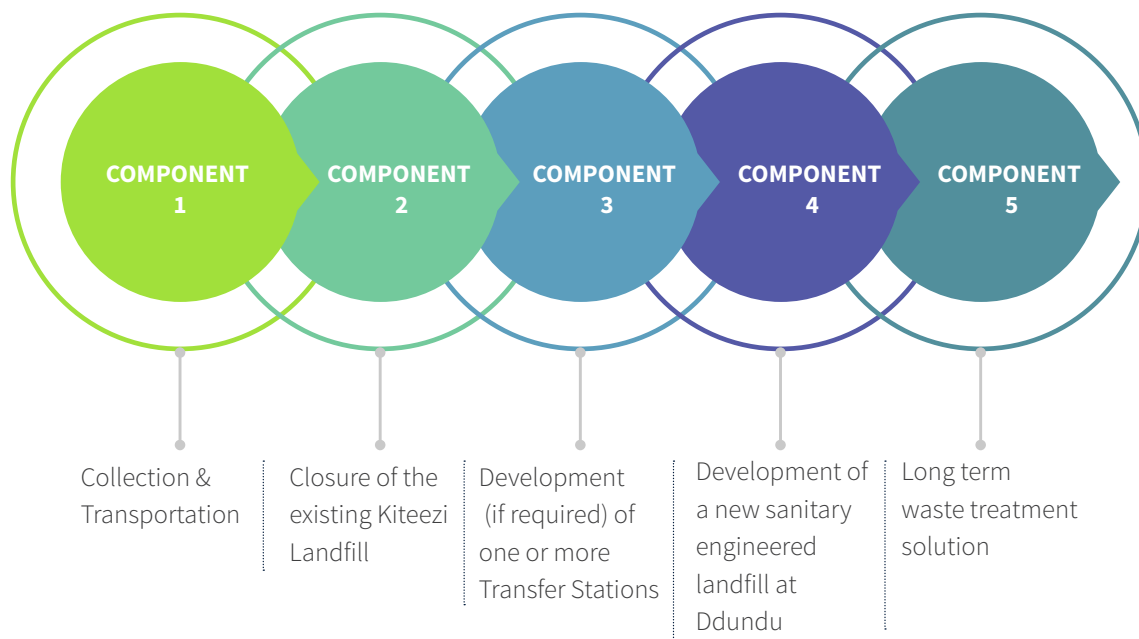 COMPONENT
1
COMPONENT
2
COMPONENT
3
COMPONENT
4
COMPONENT
5
Collection &
Transportation
Closure of the
existing Kiteezi
Landfill
Development
(if required) of
one or more
Transfer Stations
Development of
a new sanitary
engineered
landfill at
Ddundu
Long term
waste treatment
solution